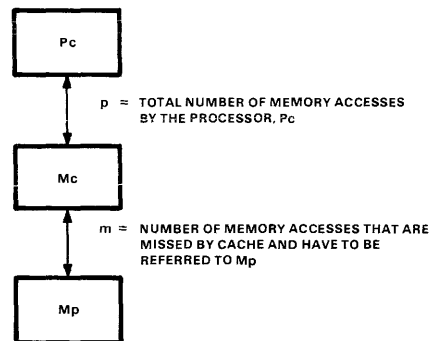 Pc
p = TOTAL NUMBER OF MEMORY ACCESSES
BY THE PROCESSOR, Pc
Mc
m = NUMBER OF MEMORY ACCESSES THAT ARE
MISSED BY CACHE AND HAVE TO BE
REFERRED TO Mp
Mp